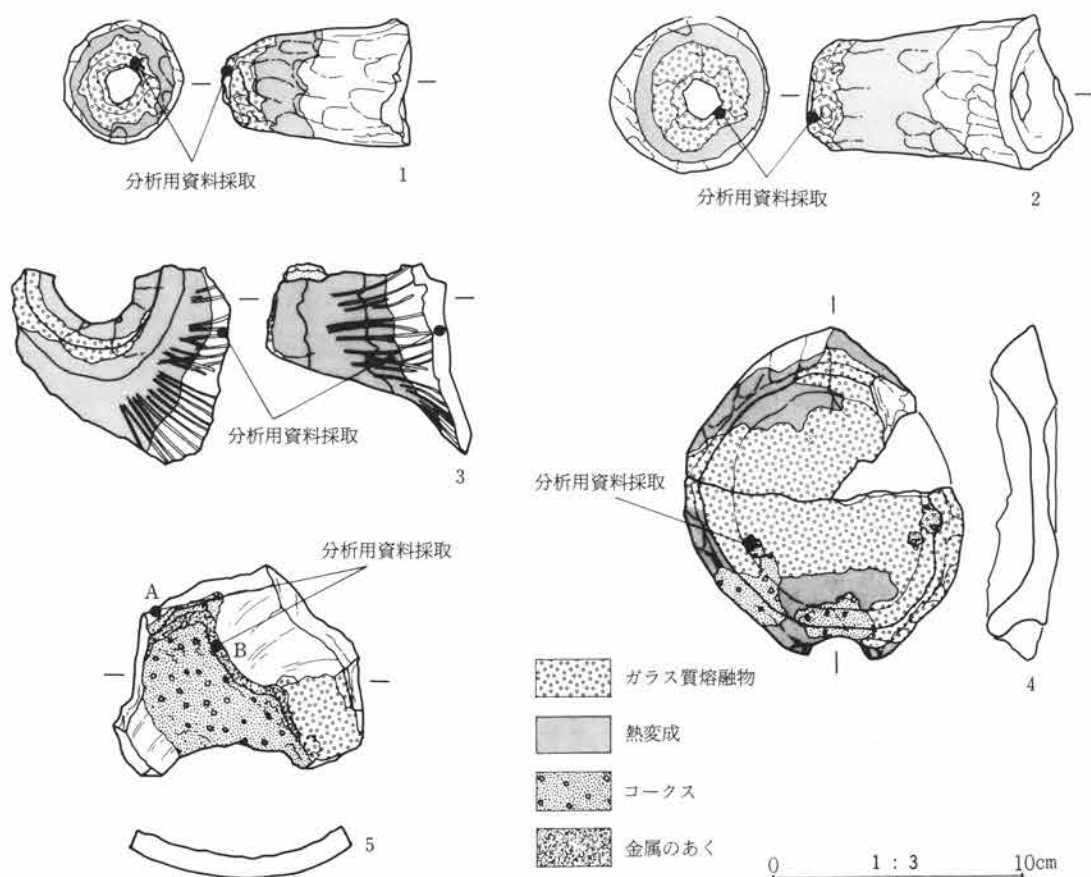 分析用資料採取
1
分析用資料採取
2
分析用資料採取
3
分析用資料採取
4
分析用資料採取
A
B
5
ガラス質熔融物
熱変成
コークス
金属のあく
0 1:3 10cm